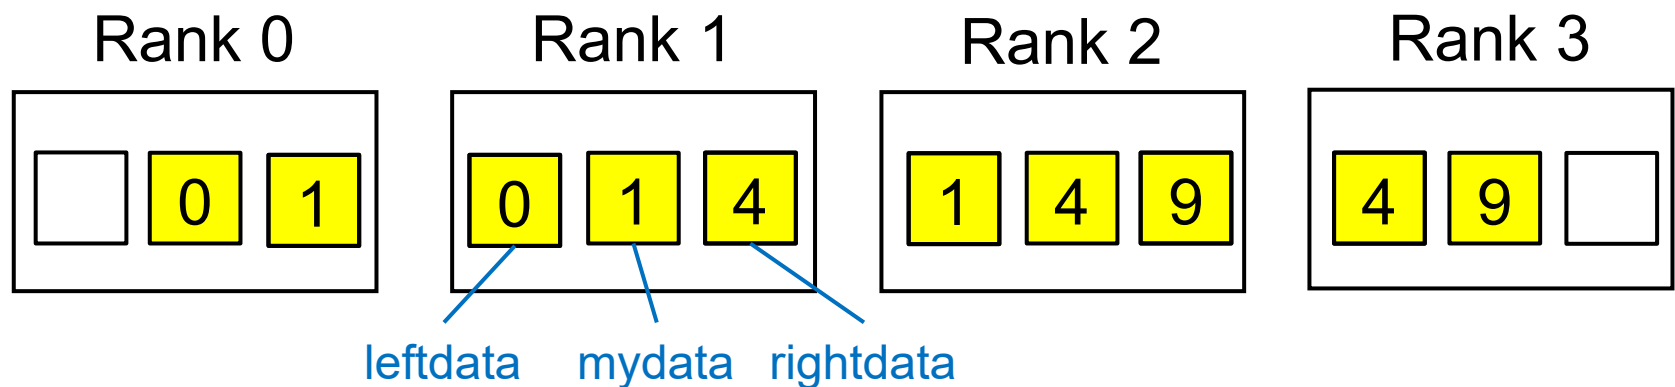 Rank 0 Rank 1 Rank 2 Rank 3
0 1 0 1 4 1 4 9 4 9
leftdata mydata rightdata